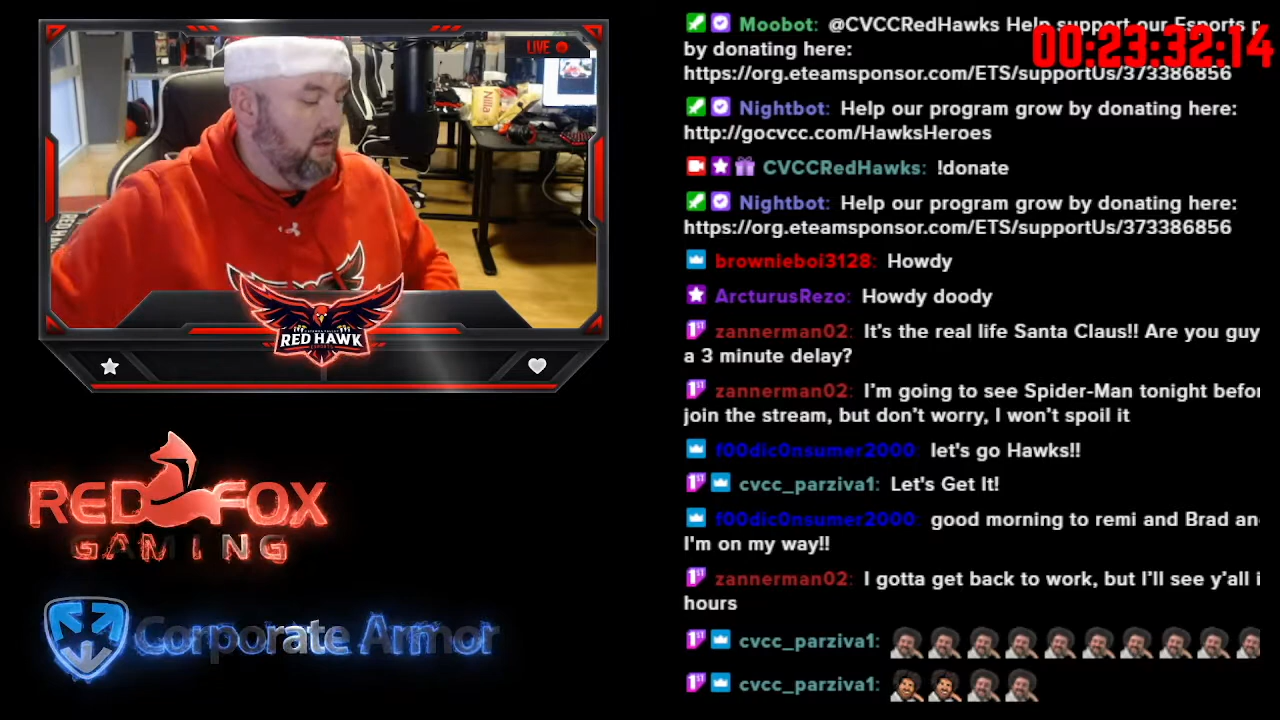 LIVE
Nilla
RED HAWK
ESPORTS
RED FOX
GAMING
Corporate Armor
00:23:32:14
Moobot: @CVCCRedHawks Help support our Esports p
by donating here:
https://org.eteamsponsor.com/ETS/supportUs/373386856
Nightbot: Help our program grow by donating here:
http://gocvcc.com/HawksHeroes
CVCCRedHawks: !donate
Nightbot: Help our program grow by donating here:
https://org.eteamsponsor.com/ETS/supportUs/373386856
brownieboi3128: Howdy
ArcturusRezo: Howdy doody
zannerman02: It's the real life Santa Claus!! Are you guy
a 3 minute delay?
zannerman02: I'm going to see Spider-Man tonight befor
join the stream, but don't worry, I won't spoil it
f00dic0nsumer2000: let's go Hawks!!
cvcc_parziva1: Let's Get It!
f00dic0nsumer2000: good morning to remi and Brad an
I'm on my way!!
zannerman02: I gotta get back to work, but I'll see y'all i
hours
cvcc_parziva1:
cvcc_parziva1: